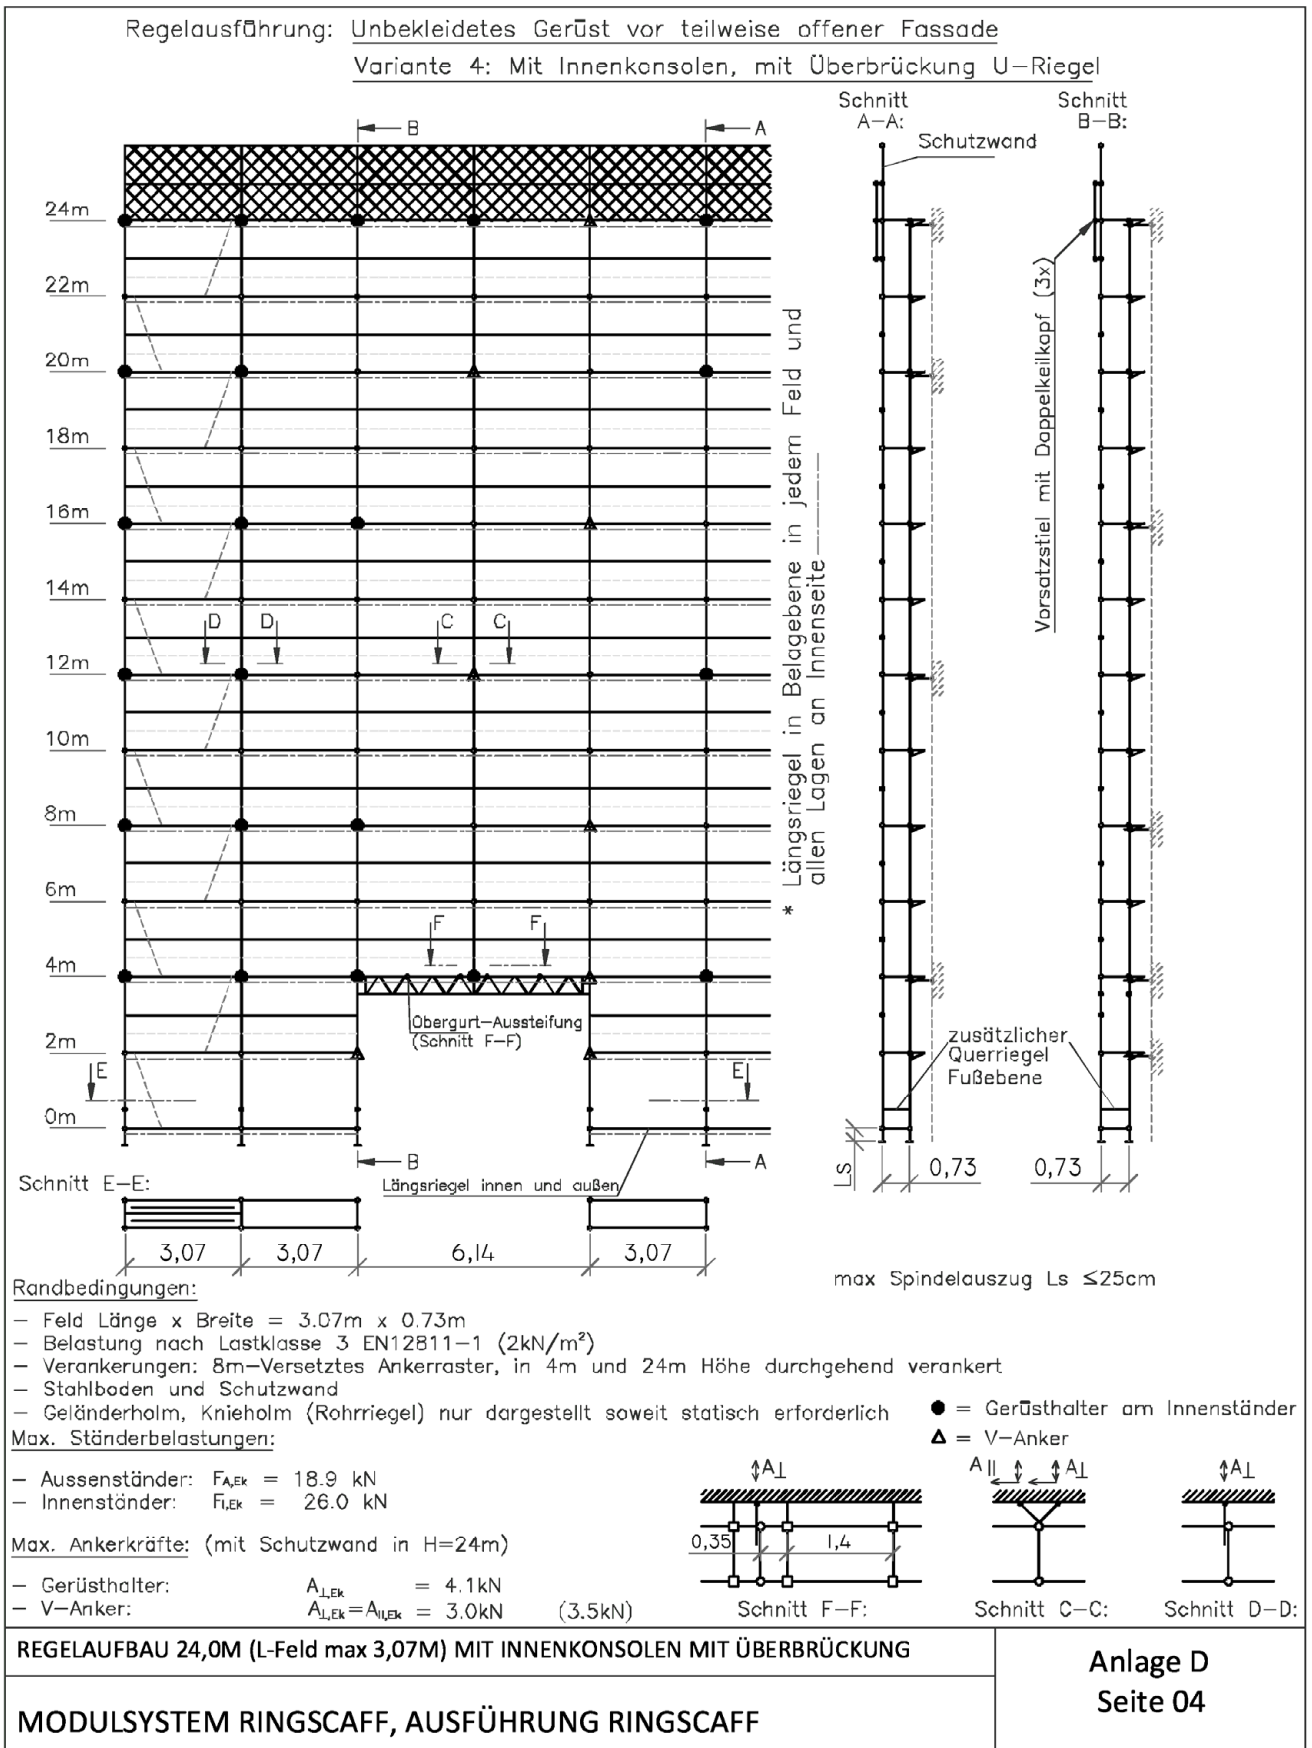 Regelausführung: Unbekleidetes Gerüst vor teilweise offener Fassade
Variante 4: Mit Innenkonsolen, mit Überbrückung U-Riegel
Schnitt
A-A:
Schnitt
B-B:
B
A
Schutzwand
24m
22m
20m
18m
16m
14m
12m
10m
8m
6m
4m
2m
0m
D
D
C
C
F
F
E
E
* Längsriegel in Belagebene in jedem Feld und
allen Lagen an Innenseite
Vorsatzstiel mit Doppelkeilkopf (3x)
Obergurt-Aussteifung
(Schnitt F-F)
zusätzlicher
Querriegel
Fußebene
B
A
Längsriegel innen und außen
LS
0,73
0,73
Schnitt E-E:
3,07
3,07
6,14
3,07
max Spindelauszug Ls ≤25cm
Randbedingungen:
- Feld Länge x Breite = 3.07m x 0.73m
- Belastung nach Lastklasse 3 EN12811-1 (2kN/m²)
- Verankerungen: 8m-Versetztes Ankerraster, in 4m und 24m Höhe durchgehend verankert
- Stahlboden und Schutzwand
- Geländerholm, Knieholm (Rohrriegel) nur dargestellt soweit statisch erforderlich
● = Gerüsthalter am Innenständer
△ = V-Anker
Max. Ständerbelastungen:
- Aussenständer: FA,Ek = 18.9 kN
- Innenständer: FI,Ek = 26.0 kN
Max. Ankerkräfte: (mit Schutzwand in H=24m)
- Gerüsthalter: A⊥,Ek = 4.1kN
- V-Anker: A⊥,Ek=A||,Ek = 3.0kN (3.5kN)
A⊥
0,35
1,4
Schnitt F-F:
A||
A⊥
Schnitt C-C:
A⊥
Schnitt D-D:
REGELAUFBAU 24,0M (L-Feld max 3,07M) MIT INNENKONSOLEN MIT ÜBERBRÜCKUNG
MODULSYSTEM RINGSCAFF, AUSFÜHRUNG RINGSCAFF
Anlage D
Seite 04